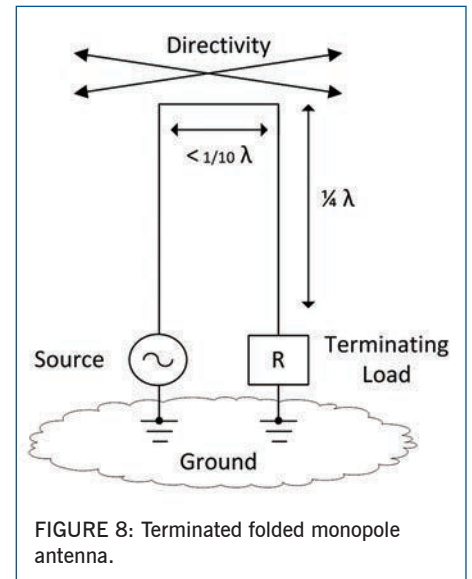 Directivity
< 1/10 λ
¼ λ
Source
R
Terminating
Load
Ground
FIGURE 8: Terminated folded monopole
antenna.